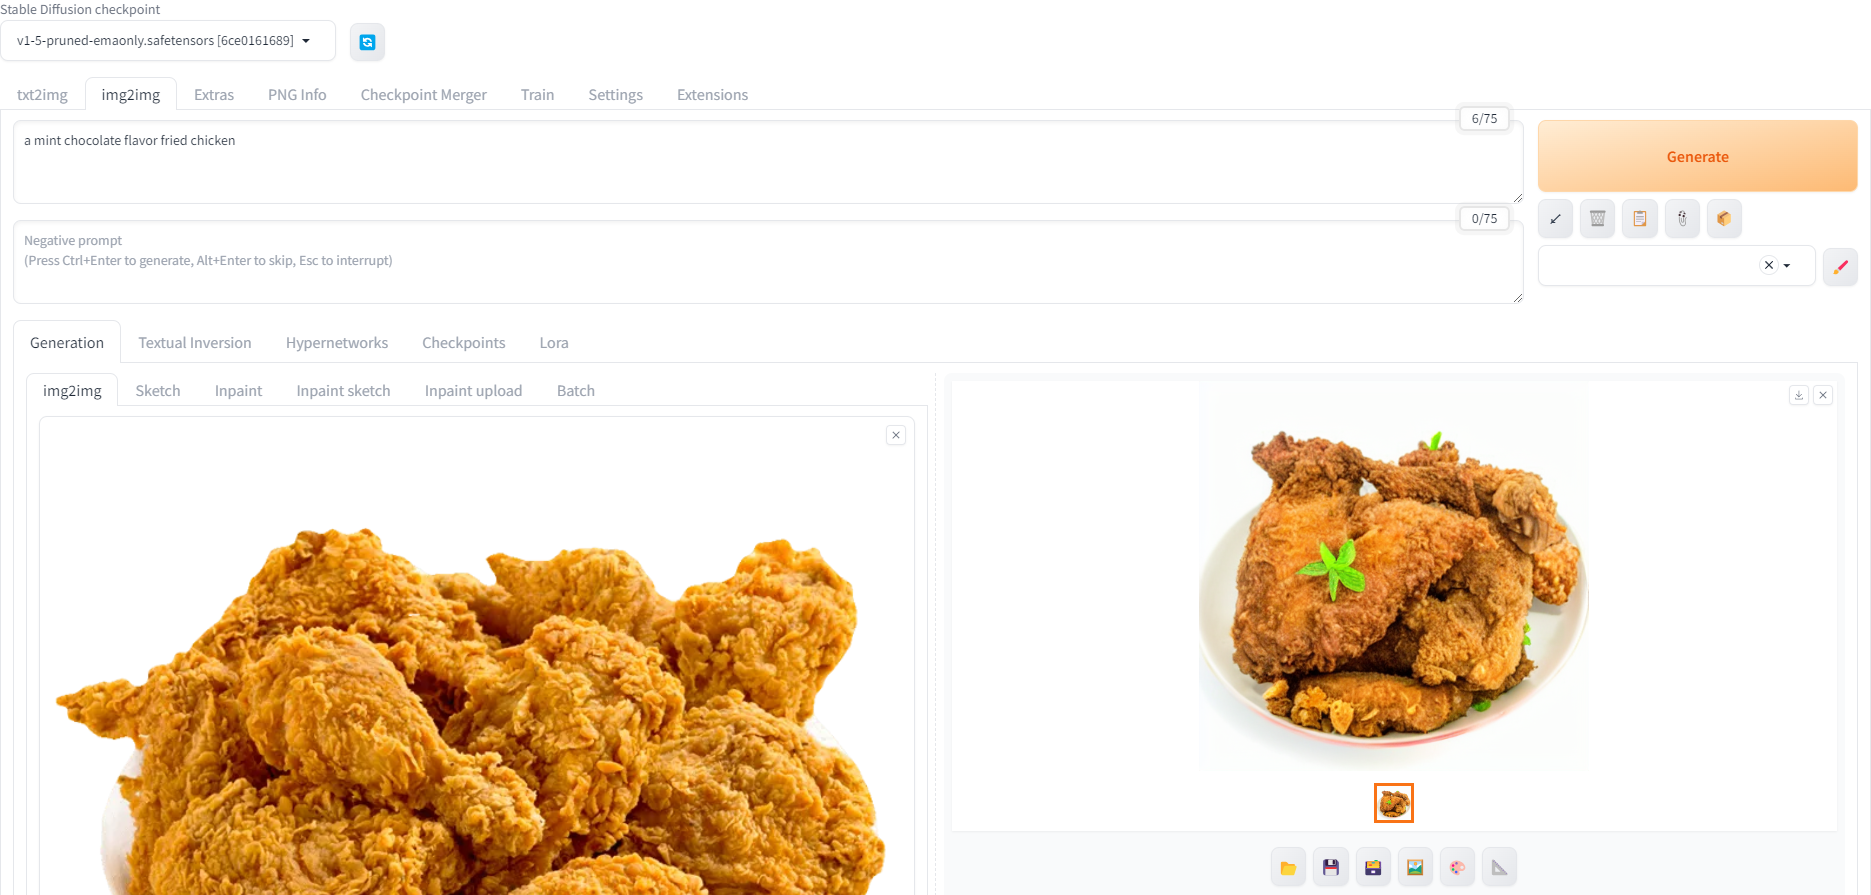 Stable Diffusion checkpoint
v1-5-pruned-emaonly.safetensors [6ce0161689]
txt2img img2img Extras PNG Info Checkpoint Merger Train Settings Extensions
6/75
a mint chocolate flavor fried chicken
Generate
0/75
Negative prompt
(Press Ctrl+Enter to generate, Alt+Enter to skip, Esc to interrupt)
Generation Textual Inversion Hypernetworks Checkpoints Lora
img2img Sketch Inpaint Inpaint sketch Inpaint upload Batch